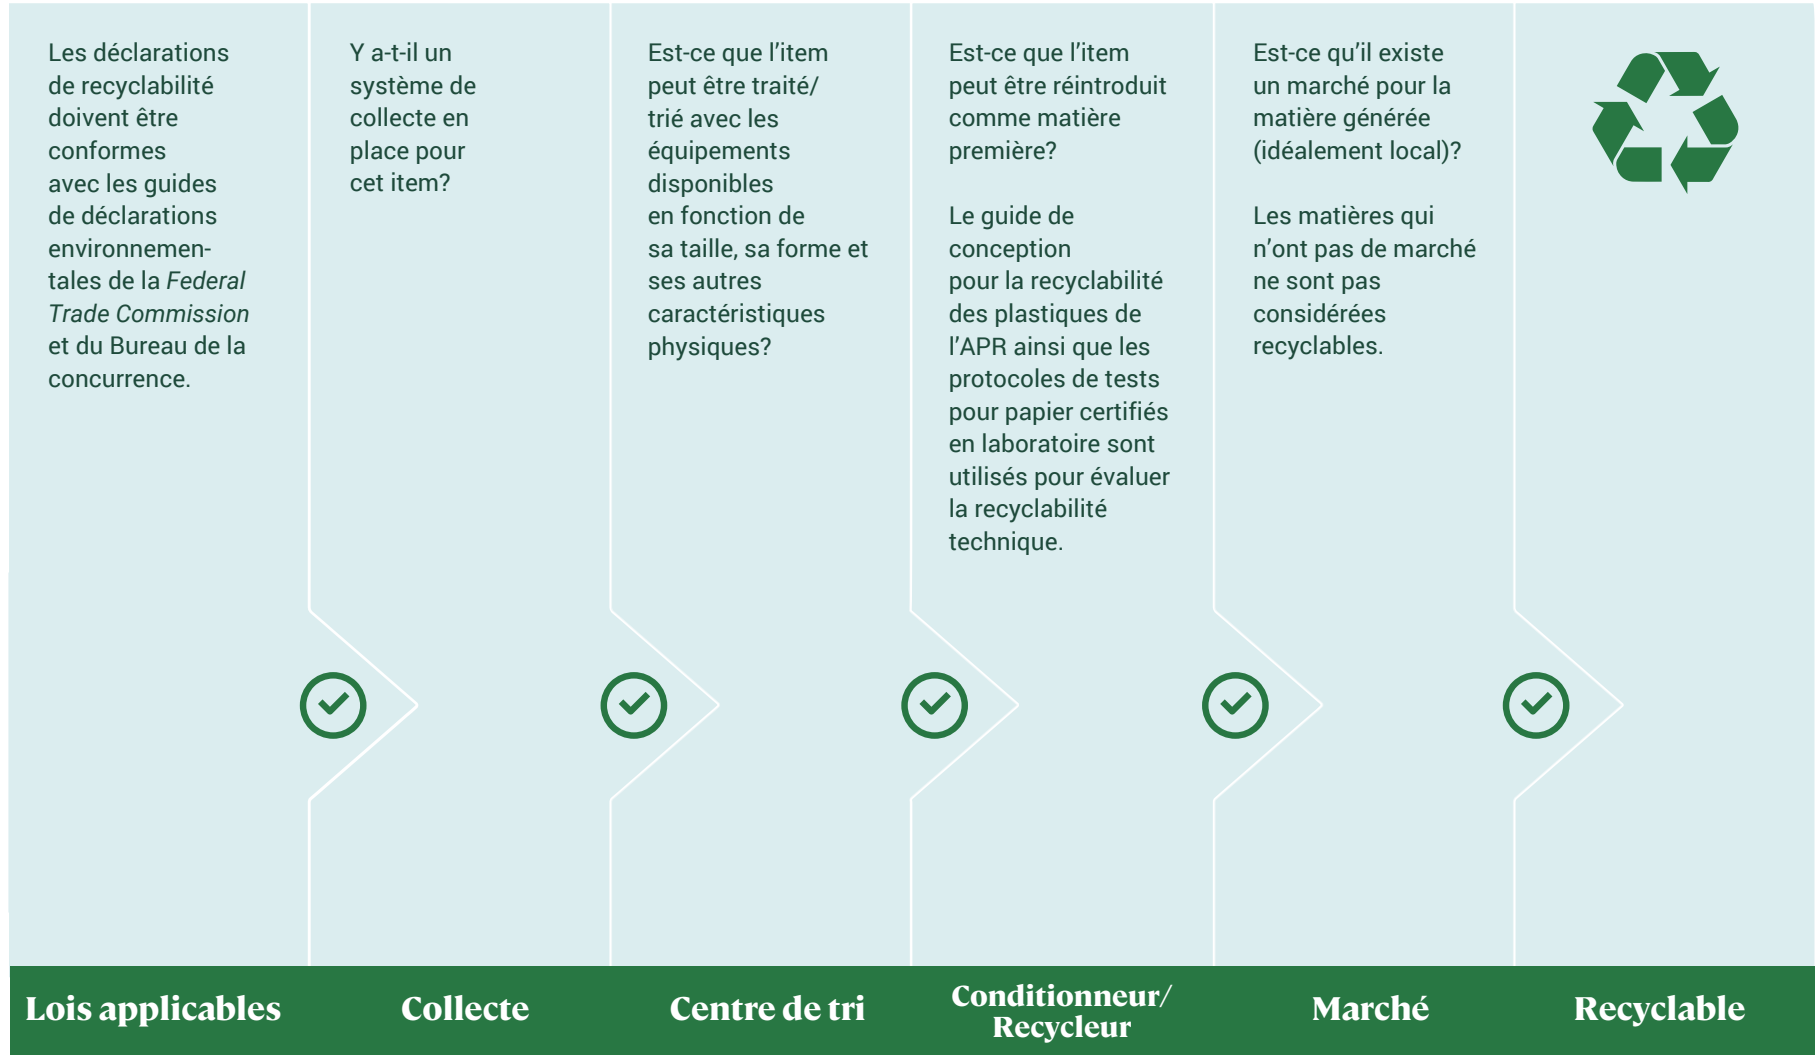 Les déclarations
de recyclabilité
doivent être
conformes
avec les guides
de déclarations
environnemen-
tales de la Federal
Trade Commission
et du Bureau de la
concurrence.
Y a-t-il un
système de
collecte en
place pour
cet item?
Est-ce que l’item
peut être traité/
trié avec les
équipements
disponibles
en fonction de
sa taille, sa forme et
ses autres
caractéristiques
physiques?
Est-ce que l’item
peut être réintroduit
comme matière
première?
Le guide de
conception
pour la recyclabilité
des plastiques de
l’APR ainsi que les
protocoles de tests
pour papier certifiés
en laboratoire sont
utilisés pour évaluer
la recyclabilité
technique.
Est-ce qu’il existe
un marché pour la
matière générée
(idéalement local)?
Les matières qui
n’ont pas de marché
ne sont pas
considérées
recyclables.
Lois applicables
Collecte
Centre de tri
Conditionneur/
Recycleur
Marché
Recyclable